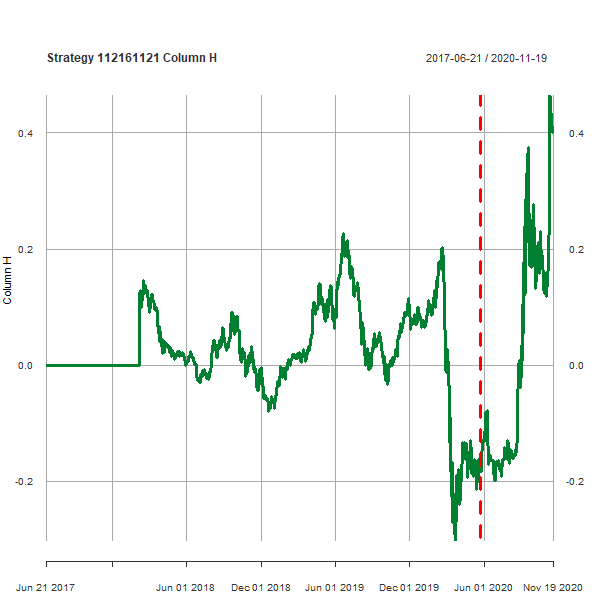 Strategy 112161121 Column H
2017-06-21 / 2020-11-19
Column H
0.4 0.4
0.2 0.2
0.0 0.0
-0.2 -0.2
Jun 21 2017 Jun 01 2018 Dec 01 2018 Jun 01 2019 Dec 01 2019 Jun 01 2020 Nov 19 2020